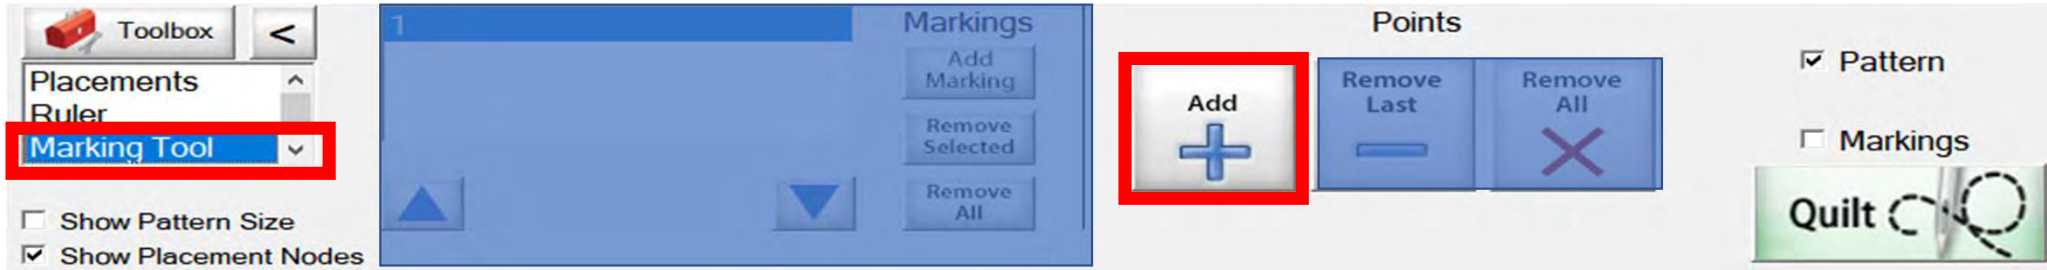 Toolbox
<
Placements
Ruler
Marking Tool
Show Pattern Size
Show Placement Nodes
1
Markings
Add
Marking
Remove
Selected
Remove
All
Points
Add
Remove
Last
Remove
All
Pattern
Markings
Quilt